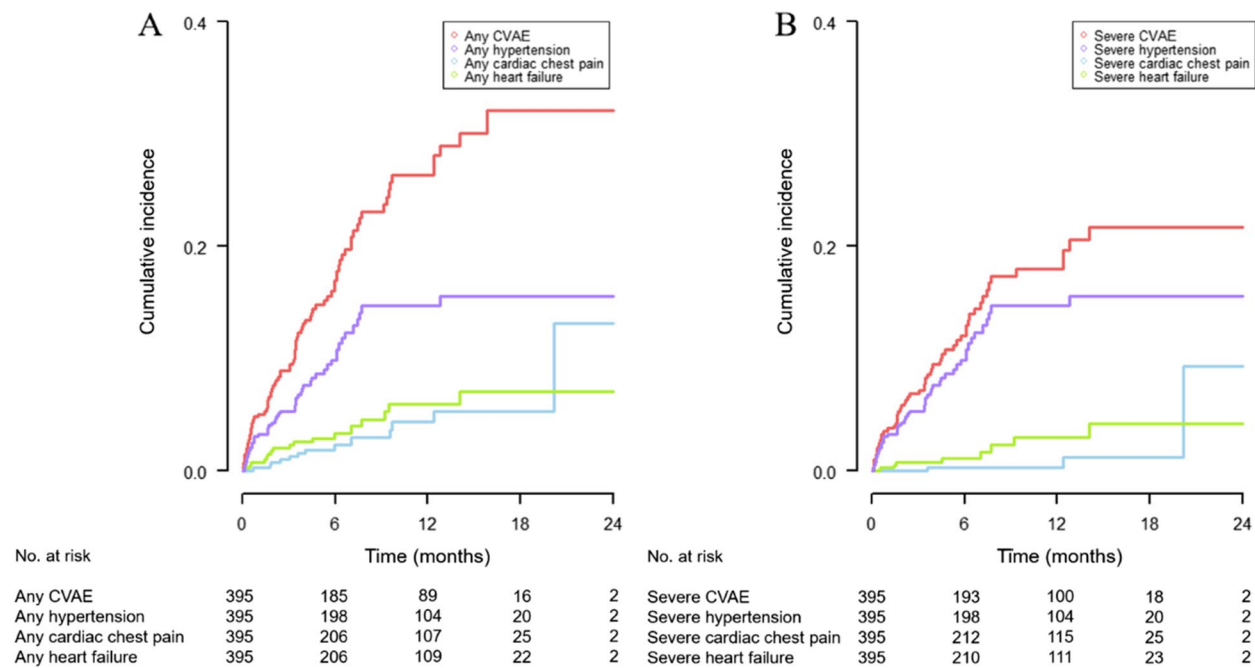 A
Any CVAE
Any hypertension
Any cardiac chest pain
Any heart failure
0.4
0.2
0.0
Cumulative incidence
0 6 12 18 24
Time (months)
No. at risk
Any CVAE 395 185 89 16 2
Any hypertension 395 198 104 20 2
Any cardiac chest pain 395 206 107 25 2
Any heart failure 395 206 109 22 2
B
Severe CVAE
Severe hypertension
Severe cardiac chest pain
Severe heart failure
0.4
0.2
0.0
Cumulative incidence
0 6 12 18 24
Time (months)
No. at risk
Severe CVAE 395 193 100 18 2
Severe hypertension 395 198 104 20 2
Severe cardiac chest pain 395 212 115 25 2
Severe heart failure 395 210 111 23 2